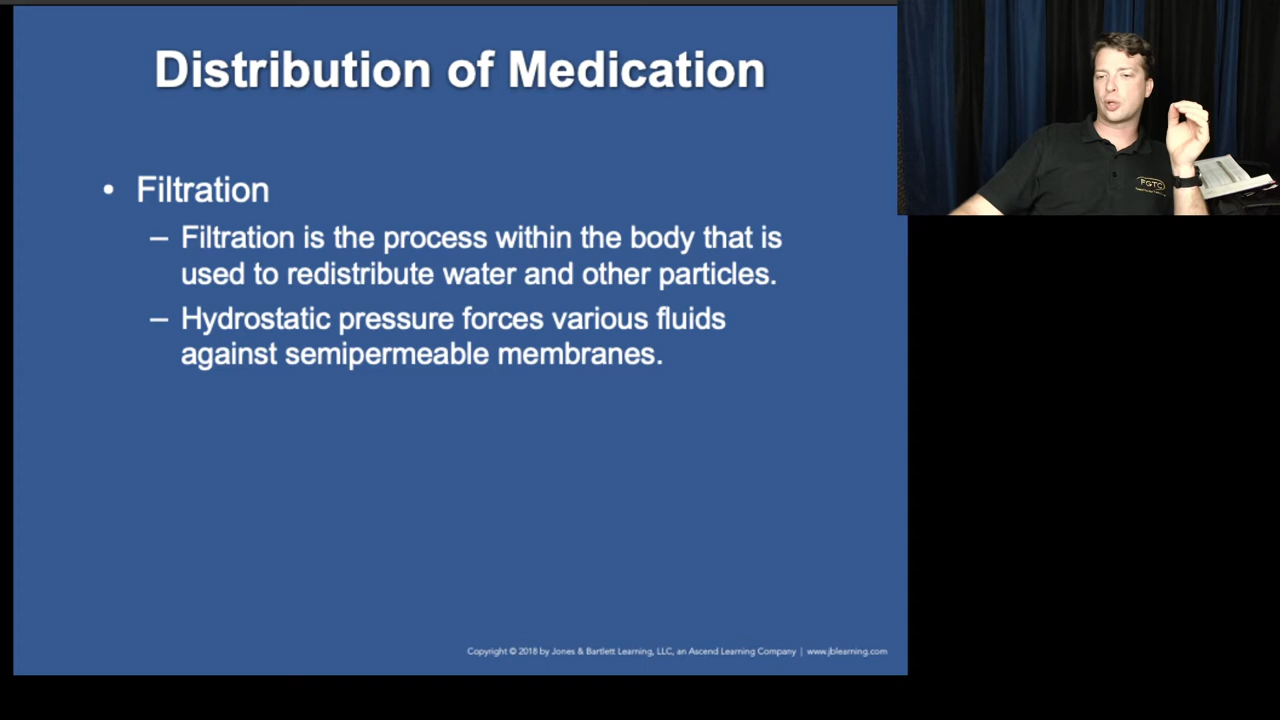 Distribution of Medication
• Filtration
– Filtration is the process within the body that is
used to redistribute water and other particles.
– Hydrostatic pressure forces various fluids
against semipermeable membranes.
Copyright © 2018 by Jones & Bartlett Learning, LLC, an Ascend Learning Company | www.jblearning.com
FGTC